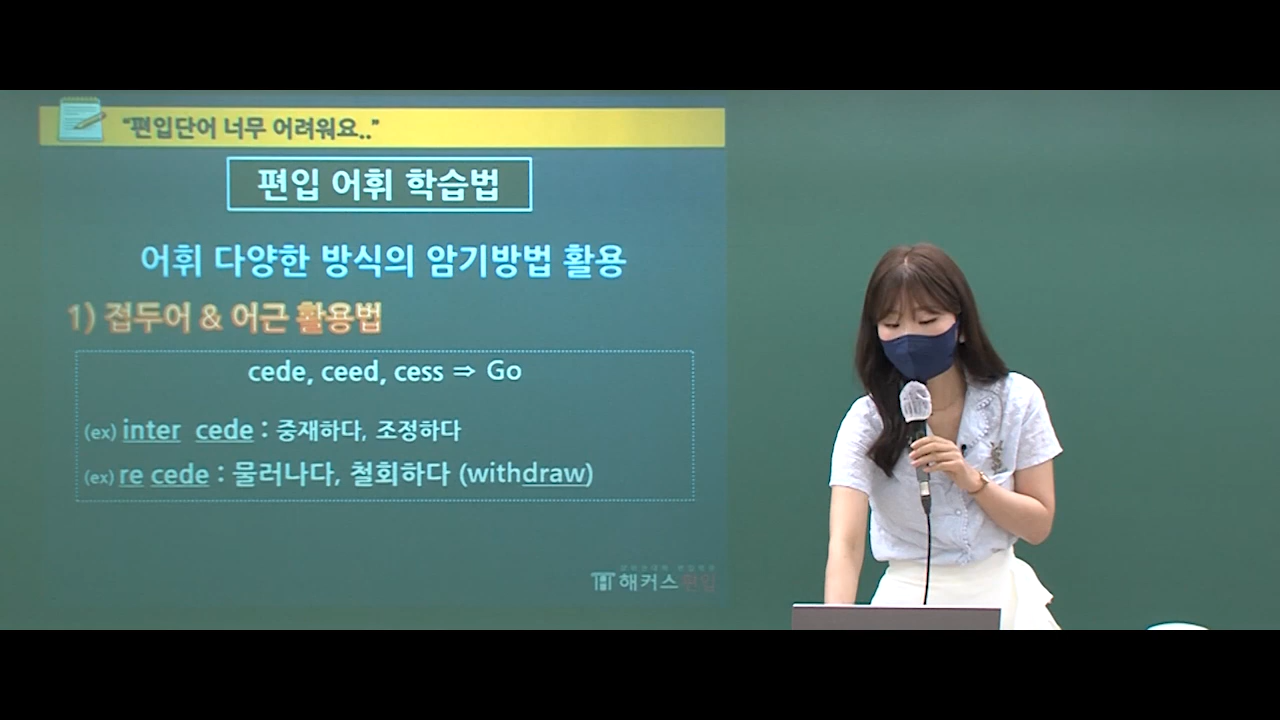 “편입단어 너무 어려워요..”
편입 어휘 학습법
어휘 다양한 방식의 암기방법 활용
1) 접두어 & 어근 활용법
cede, ceed, cess ⇒ Go
(ex) inter cede : 중재하다, 조정하다
(ex) re cede : 물러나다, 철회하다 (withdraw)
해커스편입